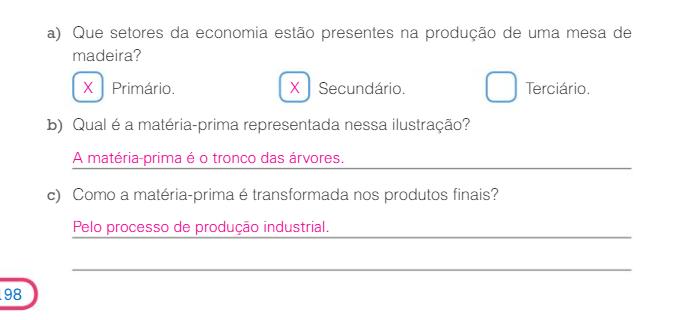 a) Que setores da economia estão presentes na produção de uma mesa de
madeira?
X Primário. X Secundário. Terciário.
b) Qual é a matéria-prima representada nessa ilustração?
A matéria-prima é o tronco das árvores.
c) Como a matéria-prima é transformada nos produtos finais?
Pelo processo de produção industrial.
198